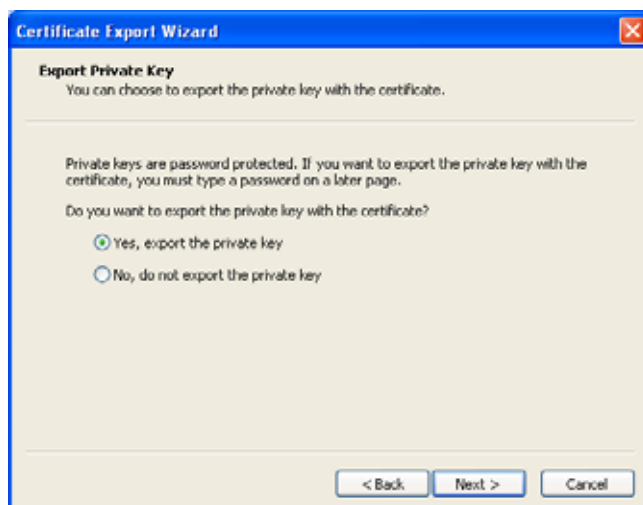 Certificate Export Wizard
Export Private Key
You can choose to export the private key with the certificate.
Private keys are password protected. If you want to export the private key with the
certificate, you must type a password on a later page.
Do you want to export the private key with the certificate?
Yes, export the private key
No, do not export the private key
< Back Next > Cancel